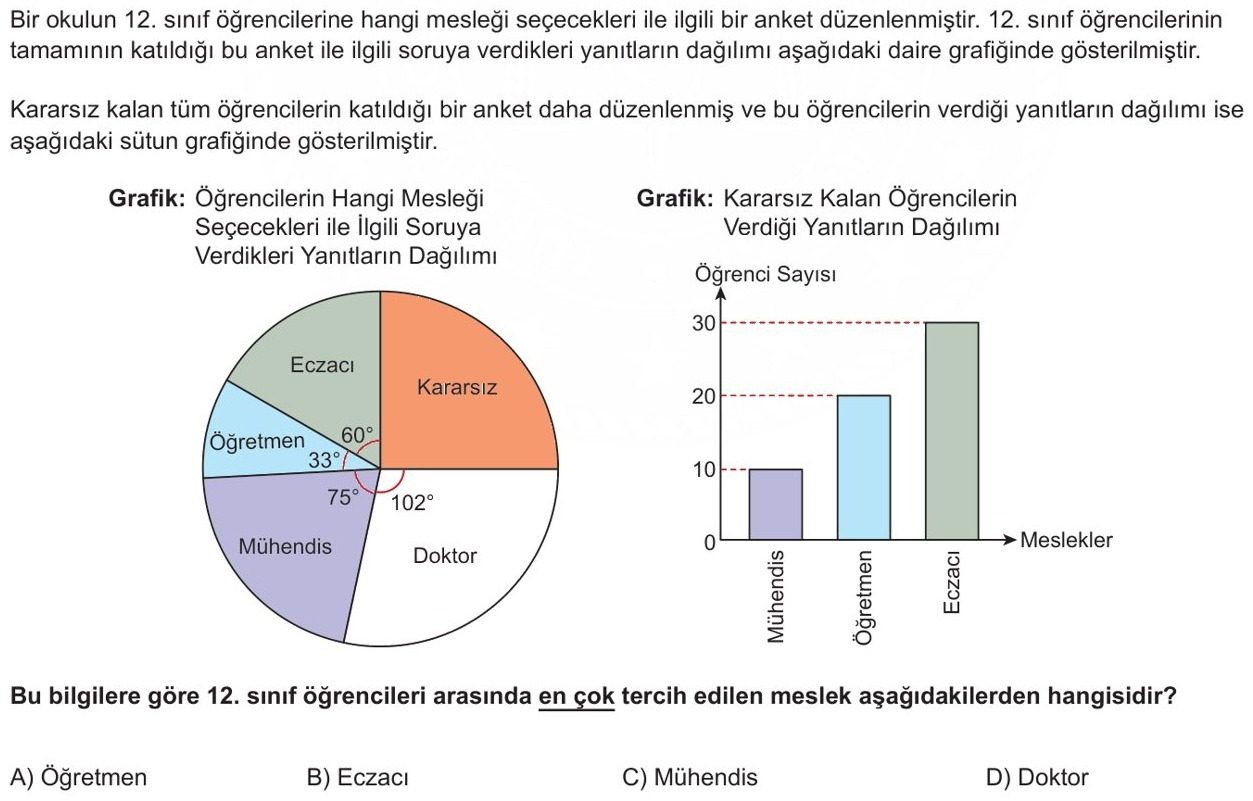 Bir okulun 12. sınıf öğrencilerine hangi mesleği seçecekleri ile ilgili bir anket düzenlenmiştir. 12. sınıf öğrencilerinin
tamamının katıldığı bu anket ile ilgili soruya verdikleri yanıtların dağılımı aşağıdaki daire grafiğinde gösterilmiştir.
Kararsız kalan tüm öğrencilerin katıldığı bir anket daha düzenlenmiş ve bu öğrencilerin verdiği yanıtların dağılımı ise
aşağıdaki sütun grafiğinde gösterilmiştir.
Grafik: Öğrencilerin Hangi Mesleği
Seçecekleri ile İlgili Soruya
Verdikleri Yanıtların Dağılımı
Eczacı
Kararsız
Öğretmen
60°
33°
75°
102°
Mühendis
Doktor
Grafik: Kararsız Kalan Öğrencilerin
Verdiği Yanıtların Dağılımı
Öğrenci Sayısı
30
20
10
0
Meslekler
Mühendis
Öğretmen
Eczacı
Bu bilgilere göre 12. sınıf öğrencileri arasında en çok tercih edilen meslek aşağıdakilerden hangisidir?
A) Öğretmen
B) Eczacı
C) Mühendis
D) Doktor